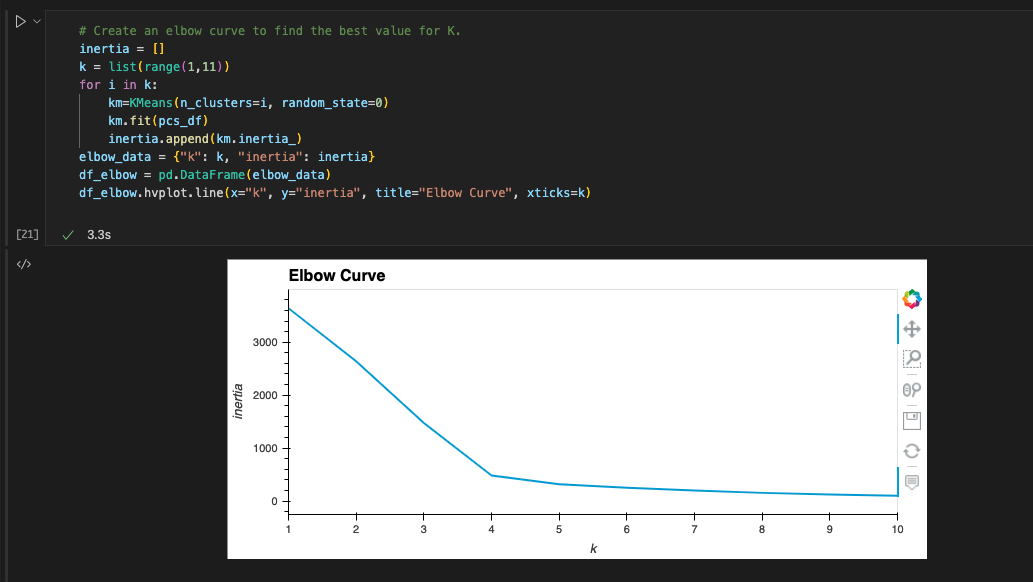 # Create an elbow curve to find the best value for K.
inertia = []
k = list(range(1,11))
for i in k:
    km=KMeans(n_clusters=i, random_state=0)
    km.fit(pcs_df)
    inertia.append(km.inertia_)
elbow_data = {"k": k, "inertia": inertia}
df_elbow = pd.DataFrame(elbow_data)
df_elbow.hvplot.line(x="k", y="inertia", title="Elbow Curve", xticks=k)
[21] ✓ 3.3s
</>
Elbow Curve
3000
2000
1000
0
inertia
1 2 3 4 5 6 7 8 9 10
k